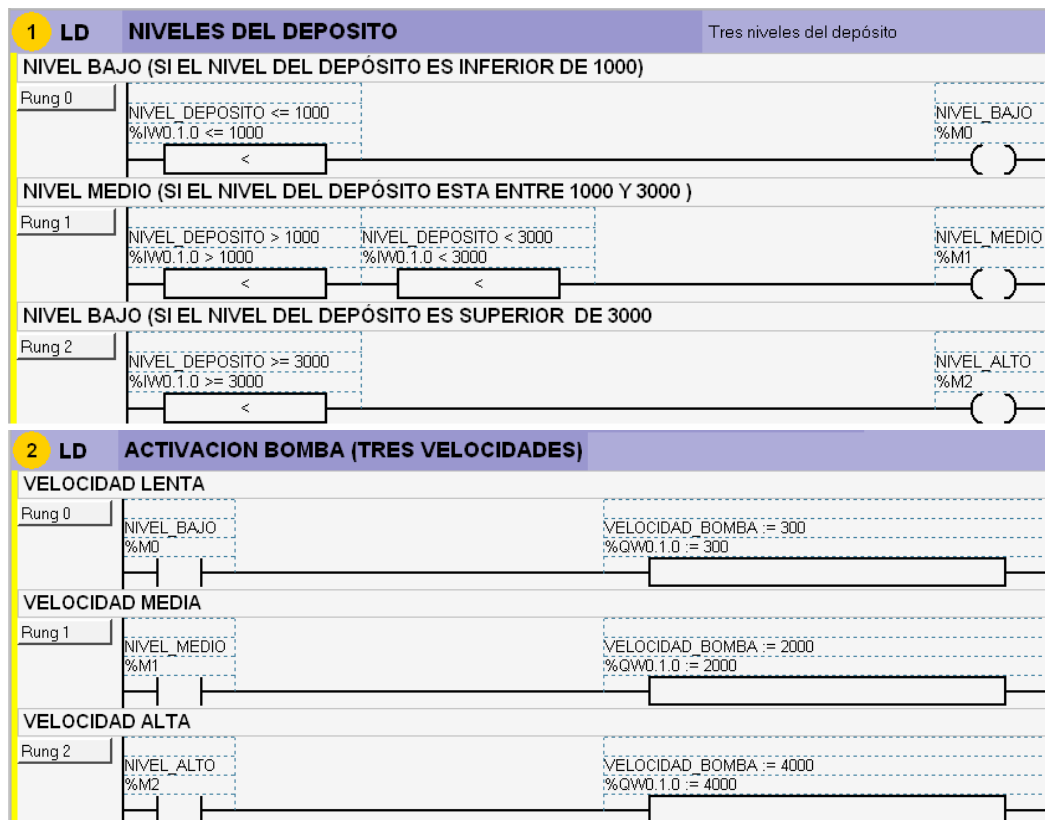 1 LD NIVELES DEL DEPOSITO Tres niveles del depósito
NIVEL BAJO (SI EL NIVEL DEL DEPÓSITO ES INFERIOR DE 1000)
Rung 0
NIVEL_DEPOSITO <= 1000 NIVEL_BAJO
%IW0.1.0 <= 1000 %M0
<
NIVEL MEDIO (SI EL NIVEL DEL DEPÓSITO ESTA ENTRE 1000 Y 3000 )
Rung 1
NIVEL_DEPOSITO > 1000 NIVEL_DEPOSITO < 3000 NIVEL_MEDIO
%IW0.1.0 > 1000 %IW0.1.0 < 3000 %M1
< <
NIVEL BAJO (SI EL NIVEL DEL DEPÓSITO ES SUPERIOR DE 3000
Rung 2
NIVEL_DEPOSITO >= 3000 NIVEL_ALTO
%IW0.1.0 >= 3000 %M2
<
2 LD ACTIVACION BOMBA (TRES VELOCIDADES)
VELOCIDAD LENTA
Rung 0
NIVEL_BAJO VELOCIDAD_BOMBA := 300
%M0 %QW0.1.0 := 300
VELOCIDAD MEDIA
Rung 1
NIVEL_MEDIO VELOCIDAD_BOMBA := 2000
%M1 %QW0.1.0 := 2000
VELOCIDAD ALTA
Rung 2
NIVEL_ALTO VELOCIDAD_BOMBA := 4000
%M2 %QW0.1.0 := 4000